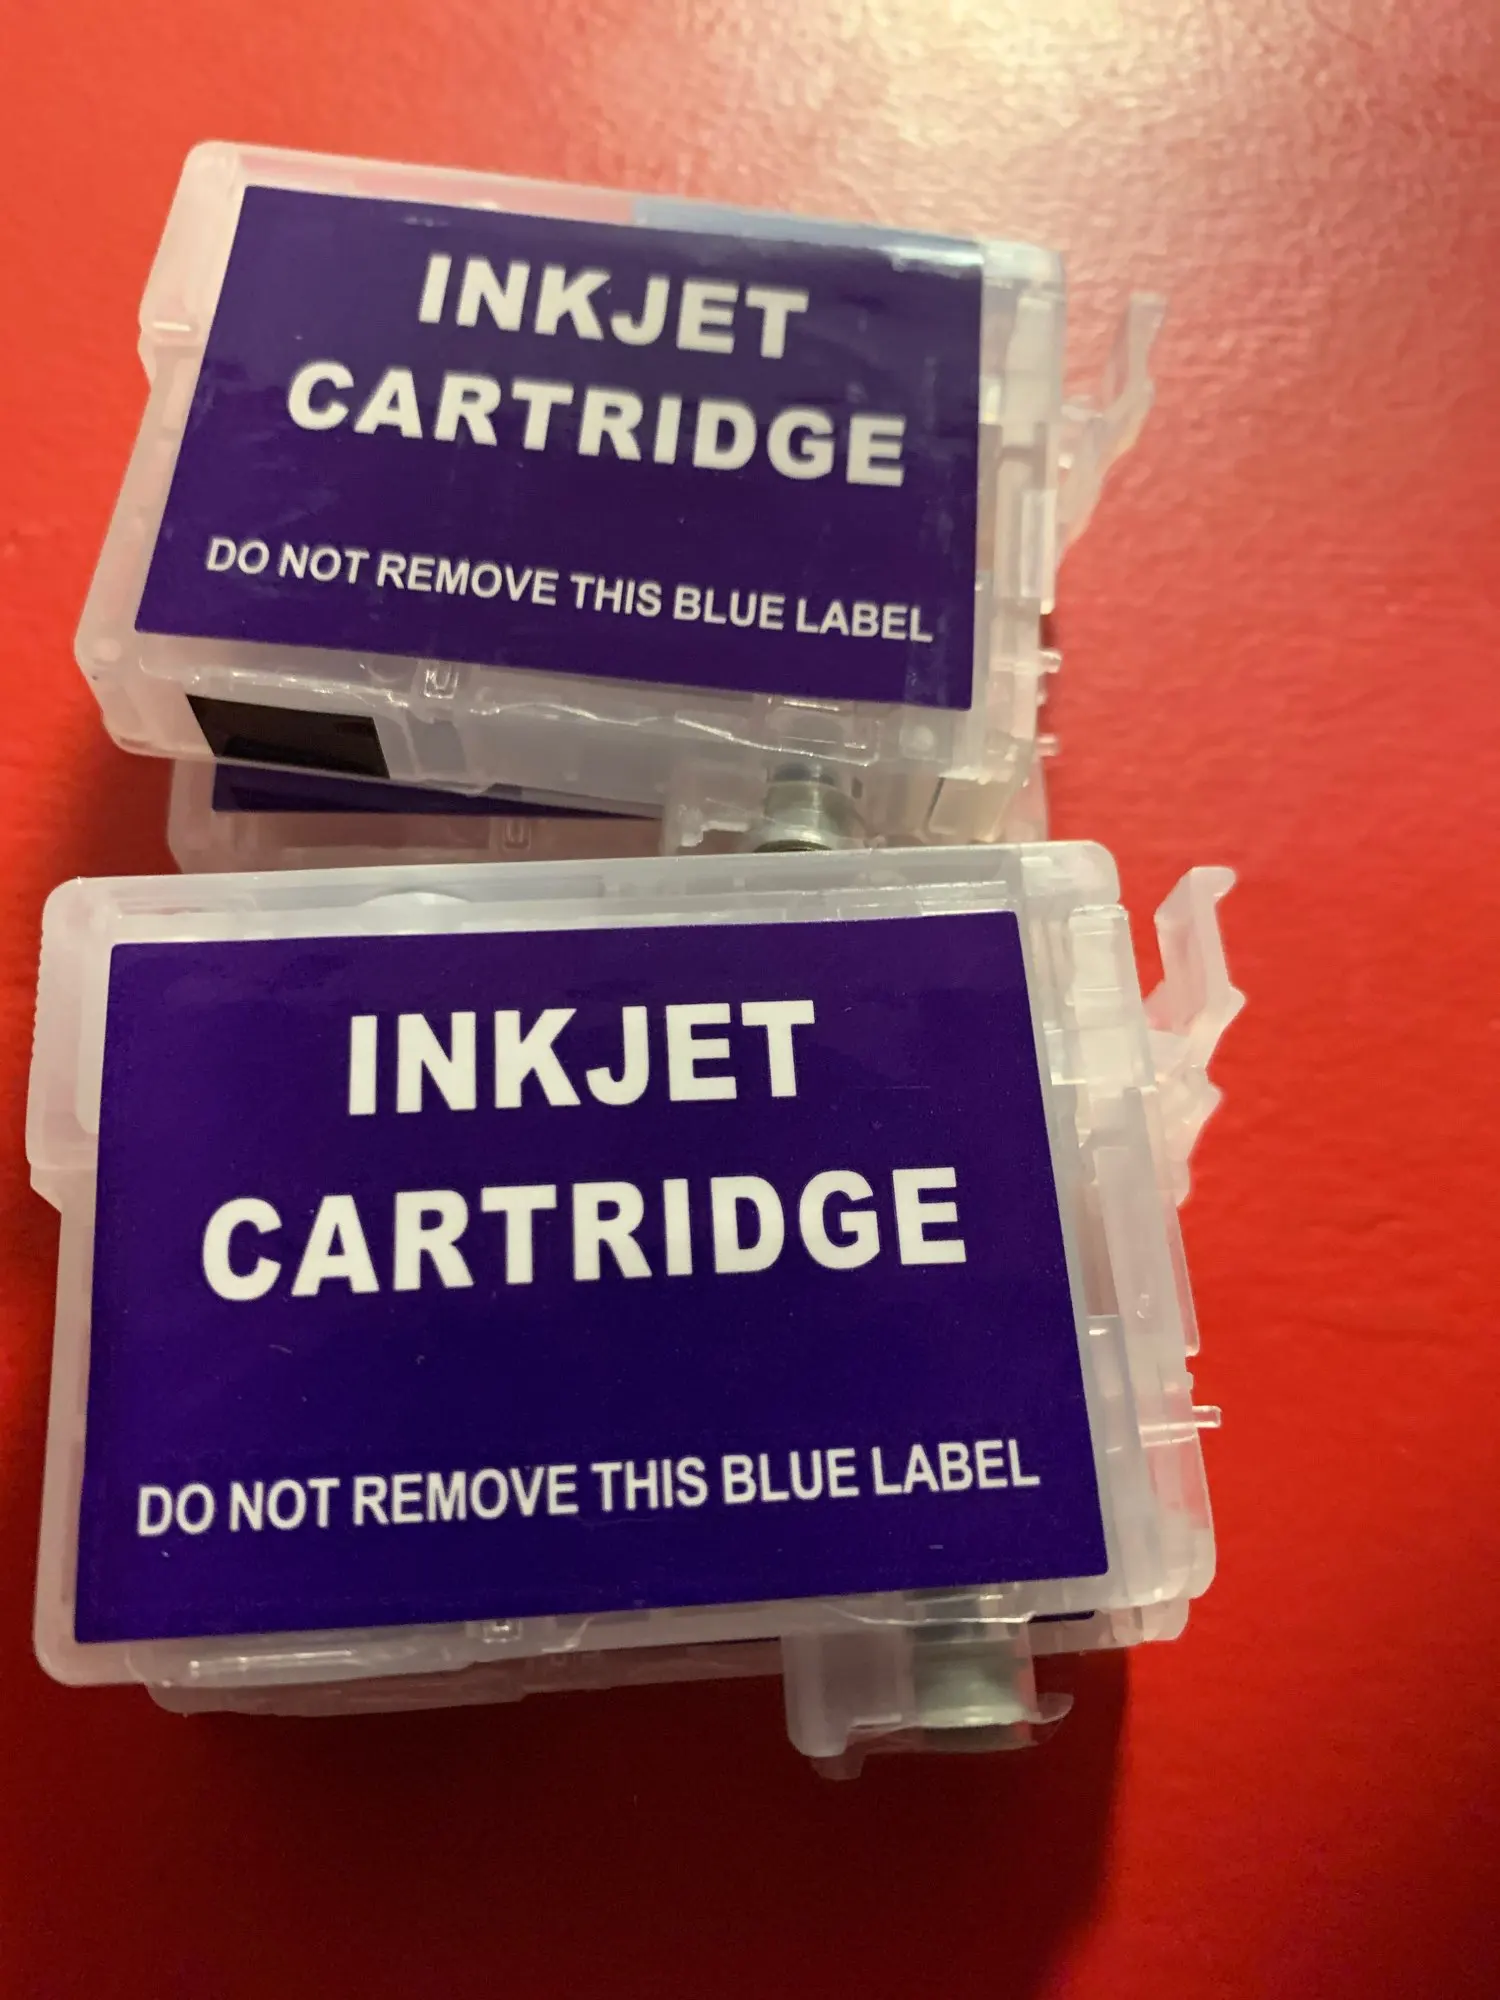 INKJET
CARTRIDGE
DO NOT REMOVE THIS BLUE LABEL
INKJET
CARTRIDGE
DO NOT REMOVE THIS BLUE LABEL